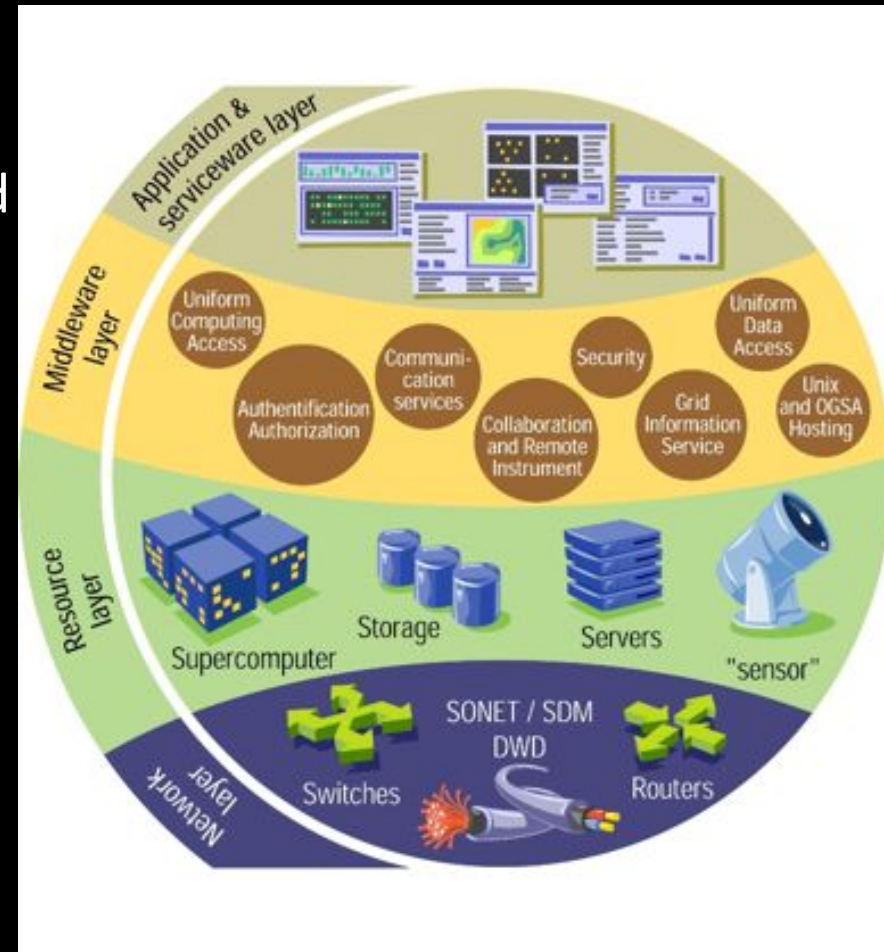 Application &
serviceware layer
Middleware
layer
Uniform
Computing
Access
Authentification
Authorization
Communi-
cation
services
Collaboration
and Remote
Instrument
Security
Grid
Information
Service
Uniform
Data
Access
Unix
and OGSA
Hosting
Resource
layer
Supercomputer
Storage
Servers
"sensor"
Network
layer
Switches
SONET / SDM
DWD
Routers